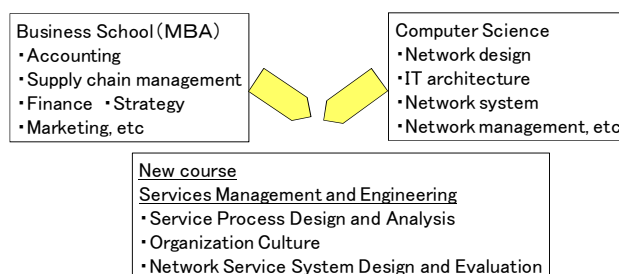 Business School（MBA）
・Accounting
・Supply chain management
・Finance ・Strategy
・Marketing, etc
Computer Science
・Network design
・IT architecture
・Network system
・Network management, etc
New course
Services Management and Engineering
・Service Process Design and Analysis
・Organization Culture
・Network Service System Design and Evaluation